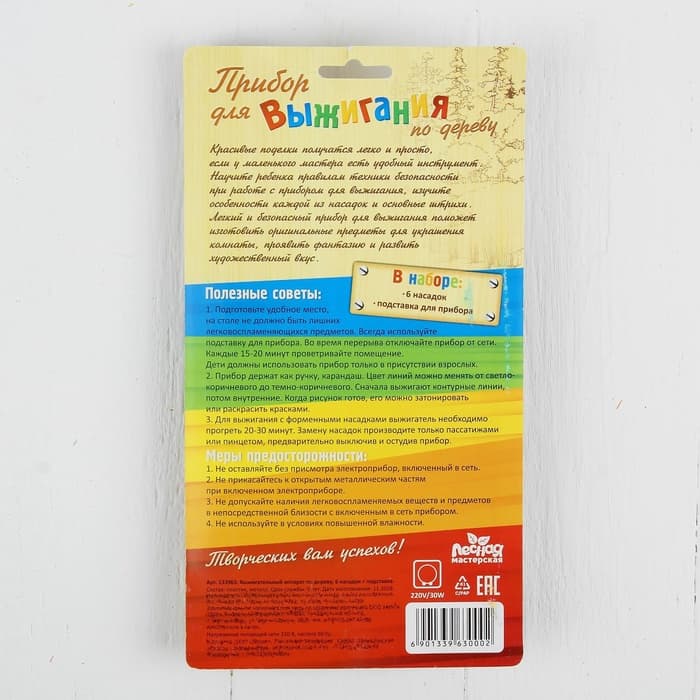 Прибор
для Выжигания
по дереву
Красивые поделки получатся легко и просто,
если у маленького мастера есть удобный инструмент.
Научите ребенка правилам техники безопасности
при работе с прибором для выжигания, изучите
особенности каждой из насадок и основные штрихи.
Легкий и безопасный прибор для выжигания поможет
изготовить оригинальные предметы для украшения
комнаты, проявить фантазию и развить
художественный вкус.
В наборе:
· 6 насадок
· подставка для прибора
Полезные советы:
1. Подготовьте удобное место,
на столе не должно быть лишних
легковоспламеняющихся предметов. Всегда используйте
подставку для прибора. Во время перерыва отключайте прибор от сети.
Каждые 15-20 минут проветривайте помещение.
Дети должны использовать прибор только в присутствии взрослых.
2. Прибор держат как ручку, карандаш. Цвет линий можно менять от светло-
коричневого до темно-коричневого. Сначала выжигают контурные линии,
потом внутренние. Когда рисунок готов, его можно затонировать
или раскрасить красками.
3. Для выжигания с форменными насадками выжигатель необходимо
прогреть 20-30 минут. Замену насадок производите только пассатижами
или пинцетом, предварительно выключив и остудив прибор.
Меры предосторожности:
1. Не оставляйте без присмотра электроприбор, включенный в сеть.
2. Не прикасайтесь к открытым металлическим частям
при включенном электроприборе.
3. Не допускайте наличия легковоспламеняемых веществ и предметов
в непосредственной близости с включенным в сеть прибором.
4. Не используйте в условиях повышенной влажности.
Творческих вам успехов!
Лесная
мастерская
220V/30W
C/PAP
EAC
Выжигательный аппарат по дереву, 6 насадок + подставка
6 901339 630002